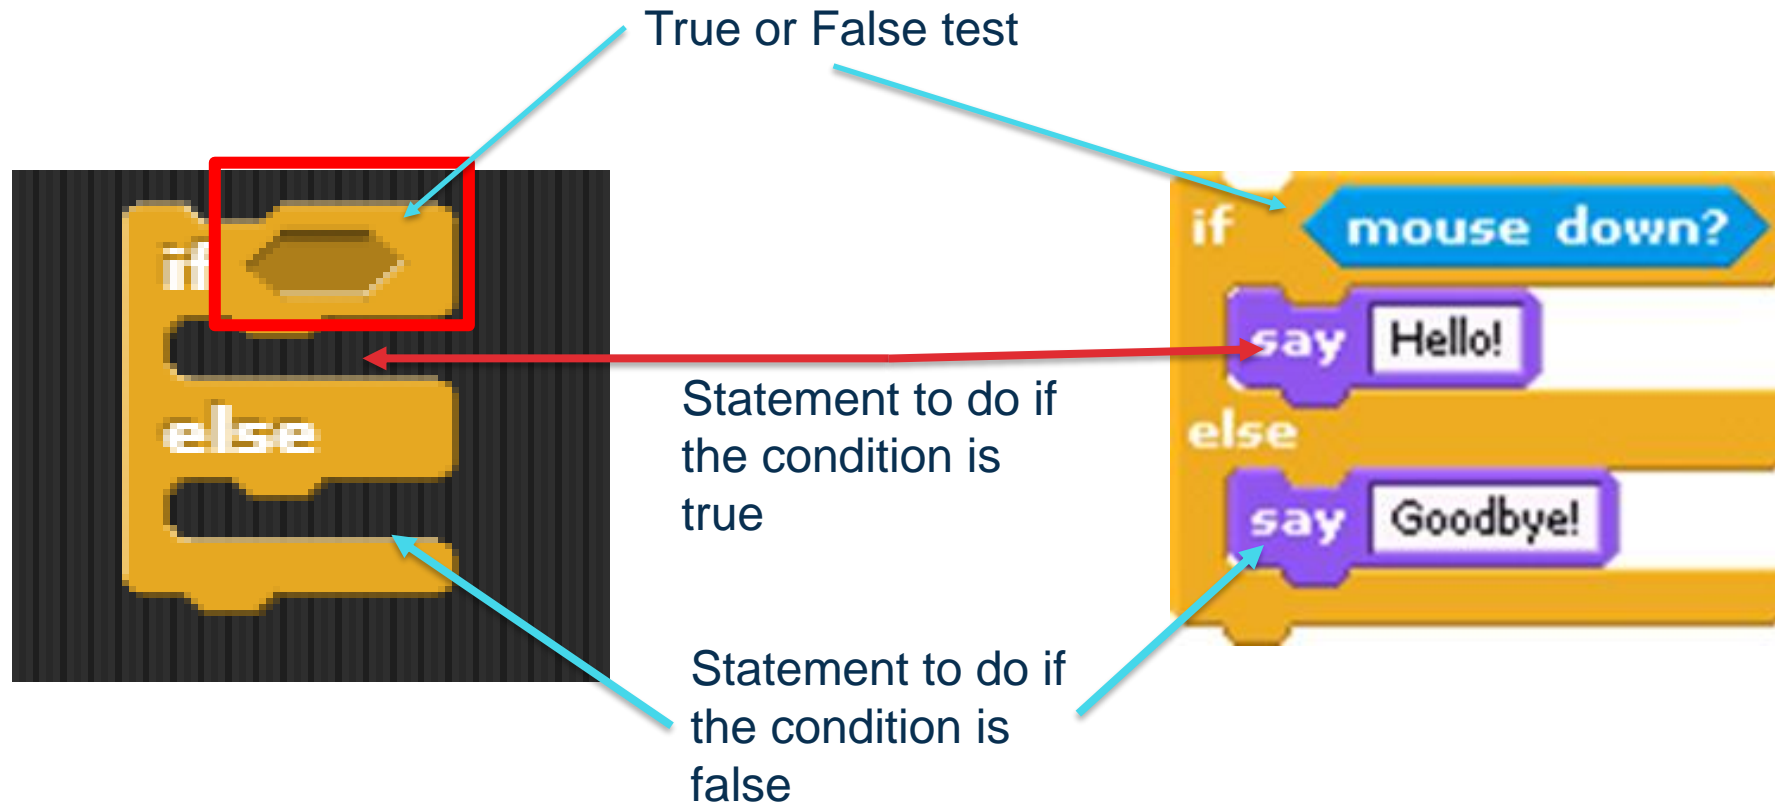 True or False test
if
else
if mouse down?
say Hello!
else
say Goodbye!
Statement to do if
the condition is
true
Statement to do if
the condition is
false